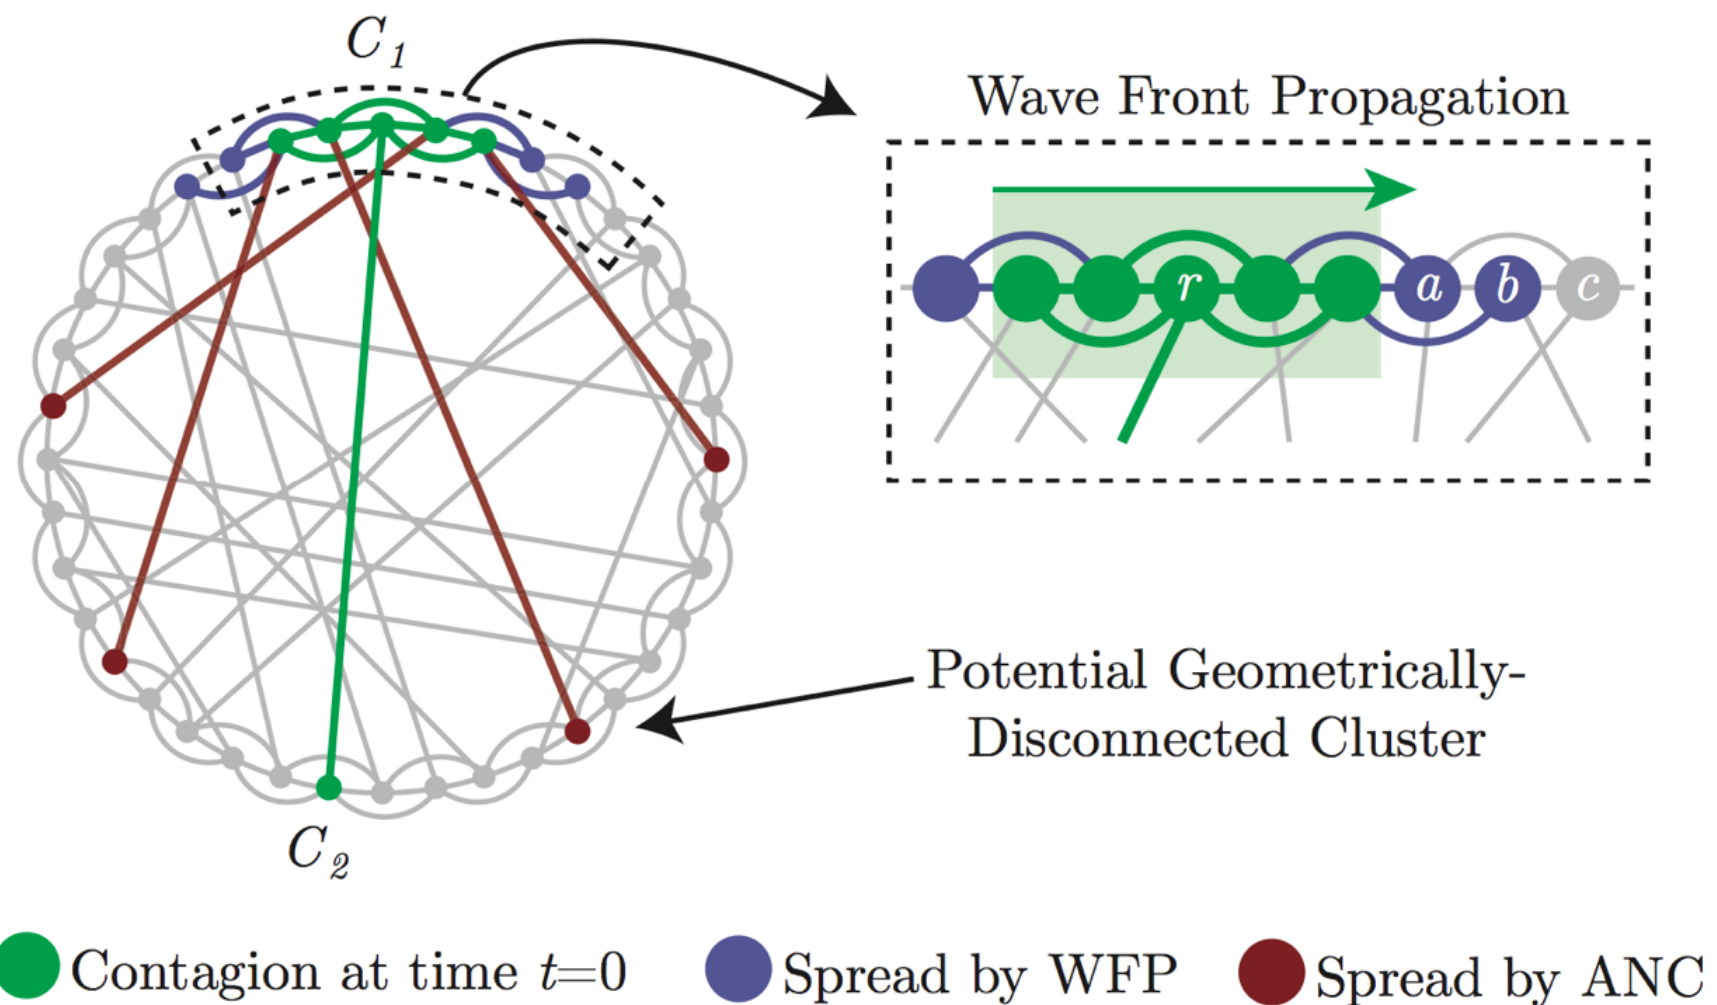 C1
Wave Front Propagation
r a b c
Potential Geometrically-
Disconnected Cluster
C2
Contagion at time t=0
Spread by WFP
Spread by ANC